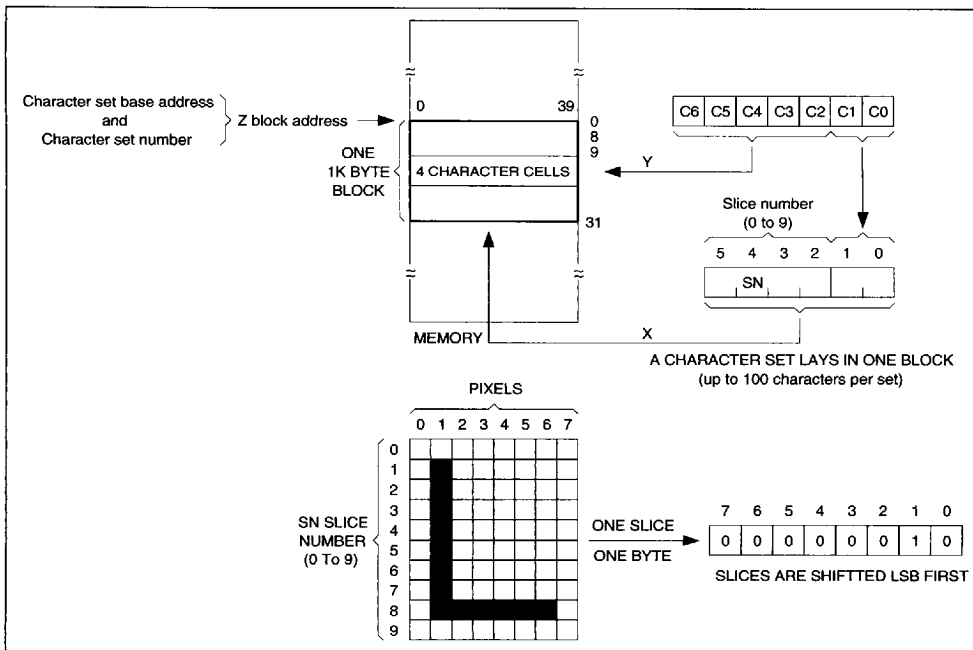 0 39
Character set base address
and
Character set number
Z block address
0
8
9
31
ONE
1K BYTE
BLOCK
4 CHARACTER CELLS
C6 C5 C4 C3 C2 C1 C0
Y
Slice number
(0 to 9)
5 4 3 2 1 0
SN
X
MEMORY
A CHARACTER SET LAYS IN ONE BLOCK
(up to 100 characters per set)
PIXELS
0 1 2 3 4 5 6 7
0
1
2
3
4
5
6
7
8
9
SN SLICE
NUMBER
(0 To 9)
ONE SLICE
ONE BYTE
7 6 5 4 3 2 1 0
0 0 0 0 0 0 1 0
SLICES ARE SHIFTTED LSB FIRST